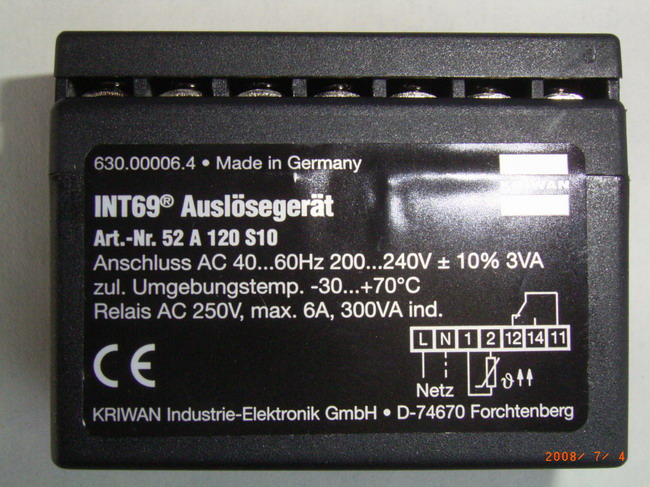 630.00006.4 • Made in Germany
KRIWAN
INT69® Auslösegerät
Art.-Nr. 52 A 120 S10
Anschluss AC 40...60Hz 200...240V ± 10% 3VA
zul. Umgebungstemp. -30...+70°C
Relais AC 250V, max. 6A, 300VA ind.
L N 1 2 12 14 11
CE
Netz ϑ
KRIWAN Industrie-Elektronik GmbH • D-74670 Forchtenberg
2008/ 7/ 4